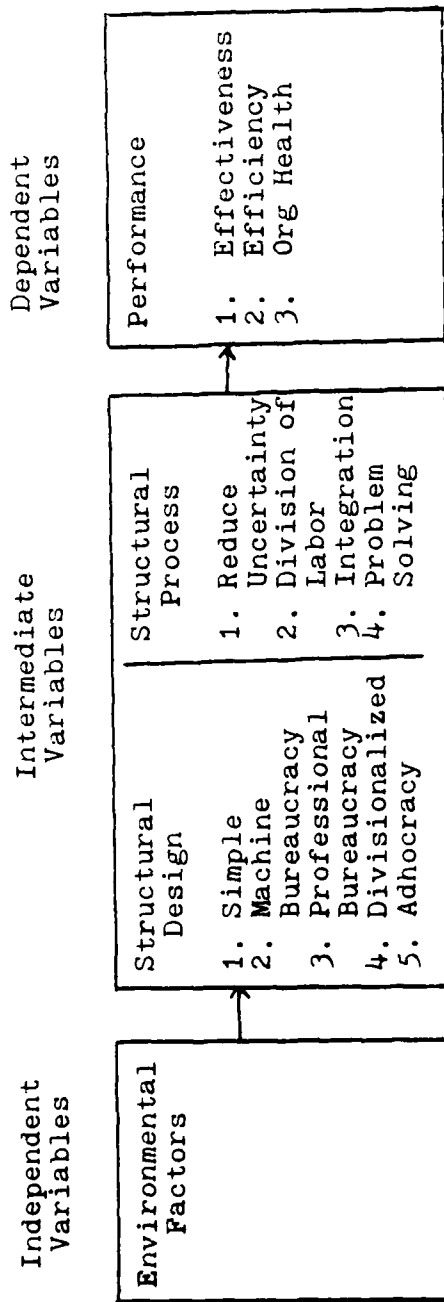 Independent
Variables
Environmental
Factors
Intermediate
Variables
Structural
Design
1. Simple
2. Machine
Bureaucracy
3. Professional
Bureaucracy
4. Divisionalized
5. Adhocracy
Structural
Process
1. Reduce
Uncertainty
2. Division of
Labor
3. Integration
4. Problem
Solving
Dependent
Variables
Performance
1. Effectiveness
2. Efficiency
3. Org Health